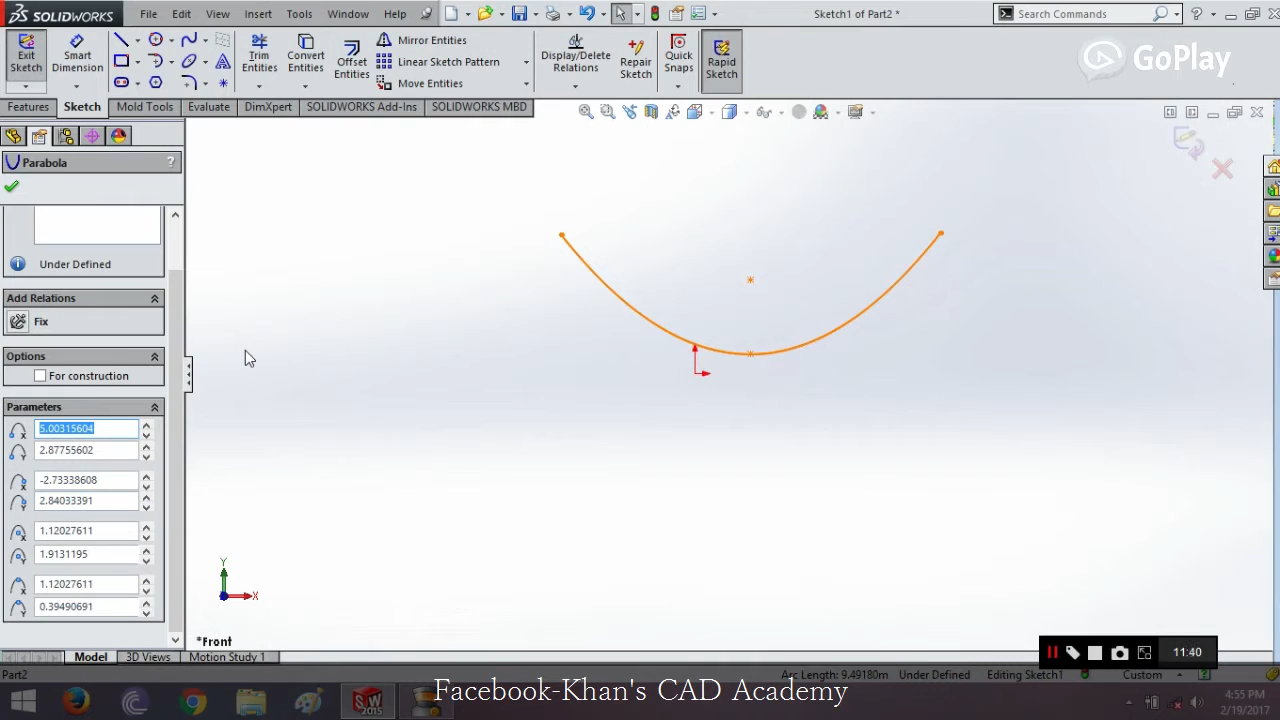 SOLIDWORKS File Edit View Insert Tools Window Help Sketch1 of Part2 * Search Commands
GoPlay
Exit Sketch
Smart Dimension
Trim Entities
Convert Entities
Offset Entities
Mirror Entities
Linear Sketch Pattern
Move Entities
Display/Delete Relations
Repair Sketch
Quick Snaps
Rapid Sketch
Features Sketch Mold Tools Evaluate DimXpert SOLIDWORKS Add-Ins SOLIDWORKS MBD
Parabola ?
Under Defined
Add Relations
Fix
Options
For construction
Parameters
5.00315604
2.87755602
-2.73338608
2.84033391
1.12027611
1.9131195
1.12027611
0.39490691
Y
X
*Front
Model 3D Views Motion Study 1
11:40
Part2 Arc Length: 9.49180m Under Defined Editing Sketch1 Custom
SW 2015
Facebook-Khan's CAD Academy
4:55 PM
2/19/2017